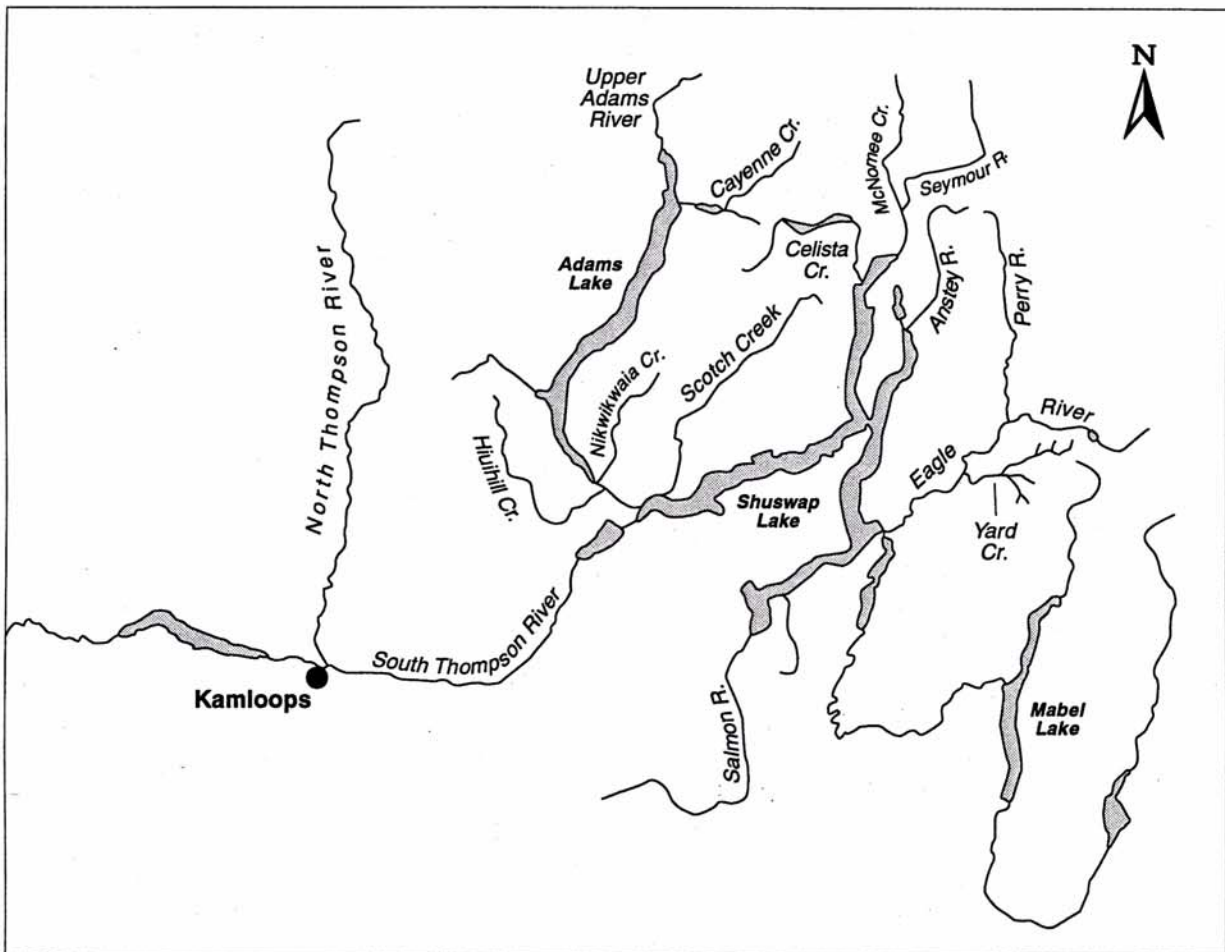 N
Upper
Adams
River
Cayenne Cr.
McNomee Cr.
Seymour R.
Celista
Cr.
Anstey R.
Perry R.
Adams
Lake
North Thompson River
Scotch Creek
Nikwikwaia Cr.
Hiuihill Cr.
River
Eagle
Shuswap
Lake
Yard
Cr.
South Thompson River
Kamloops
Salmon R.
Mabel
Lake